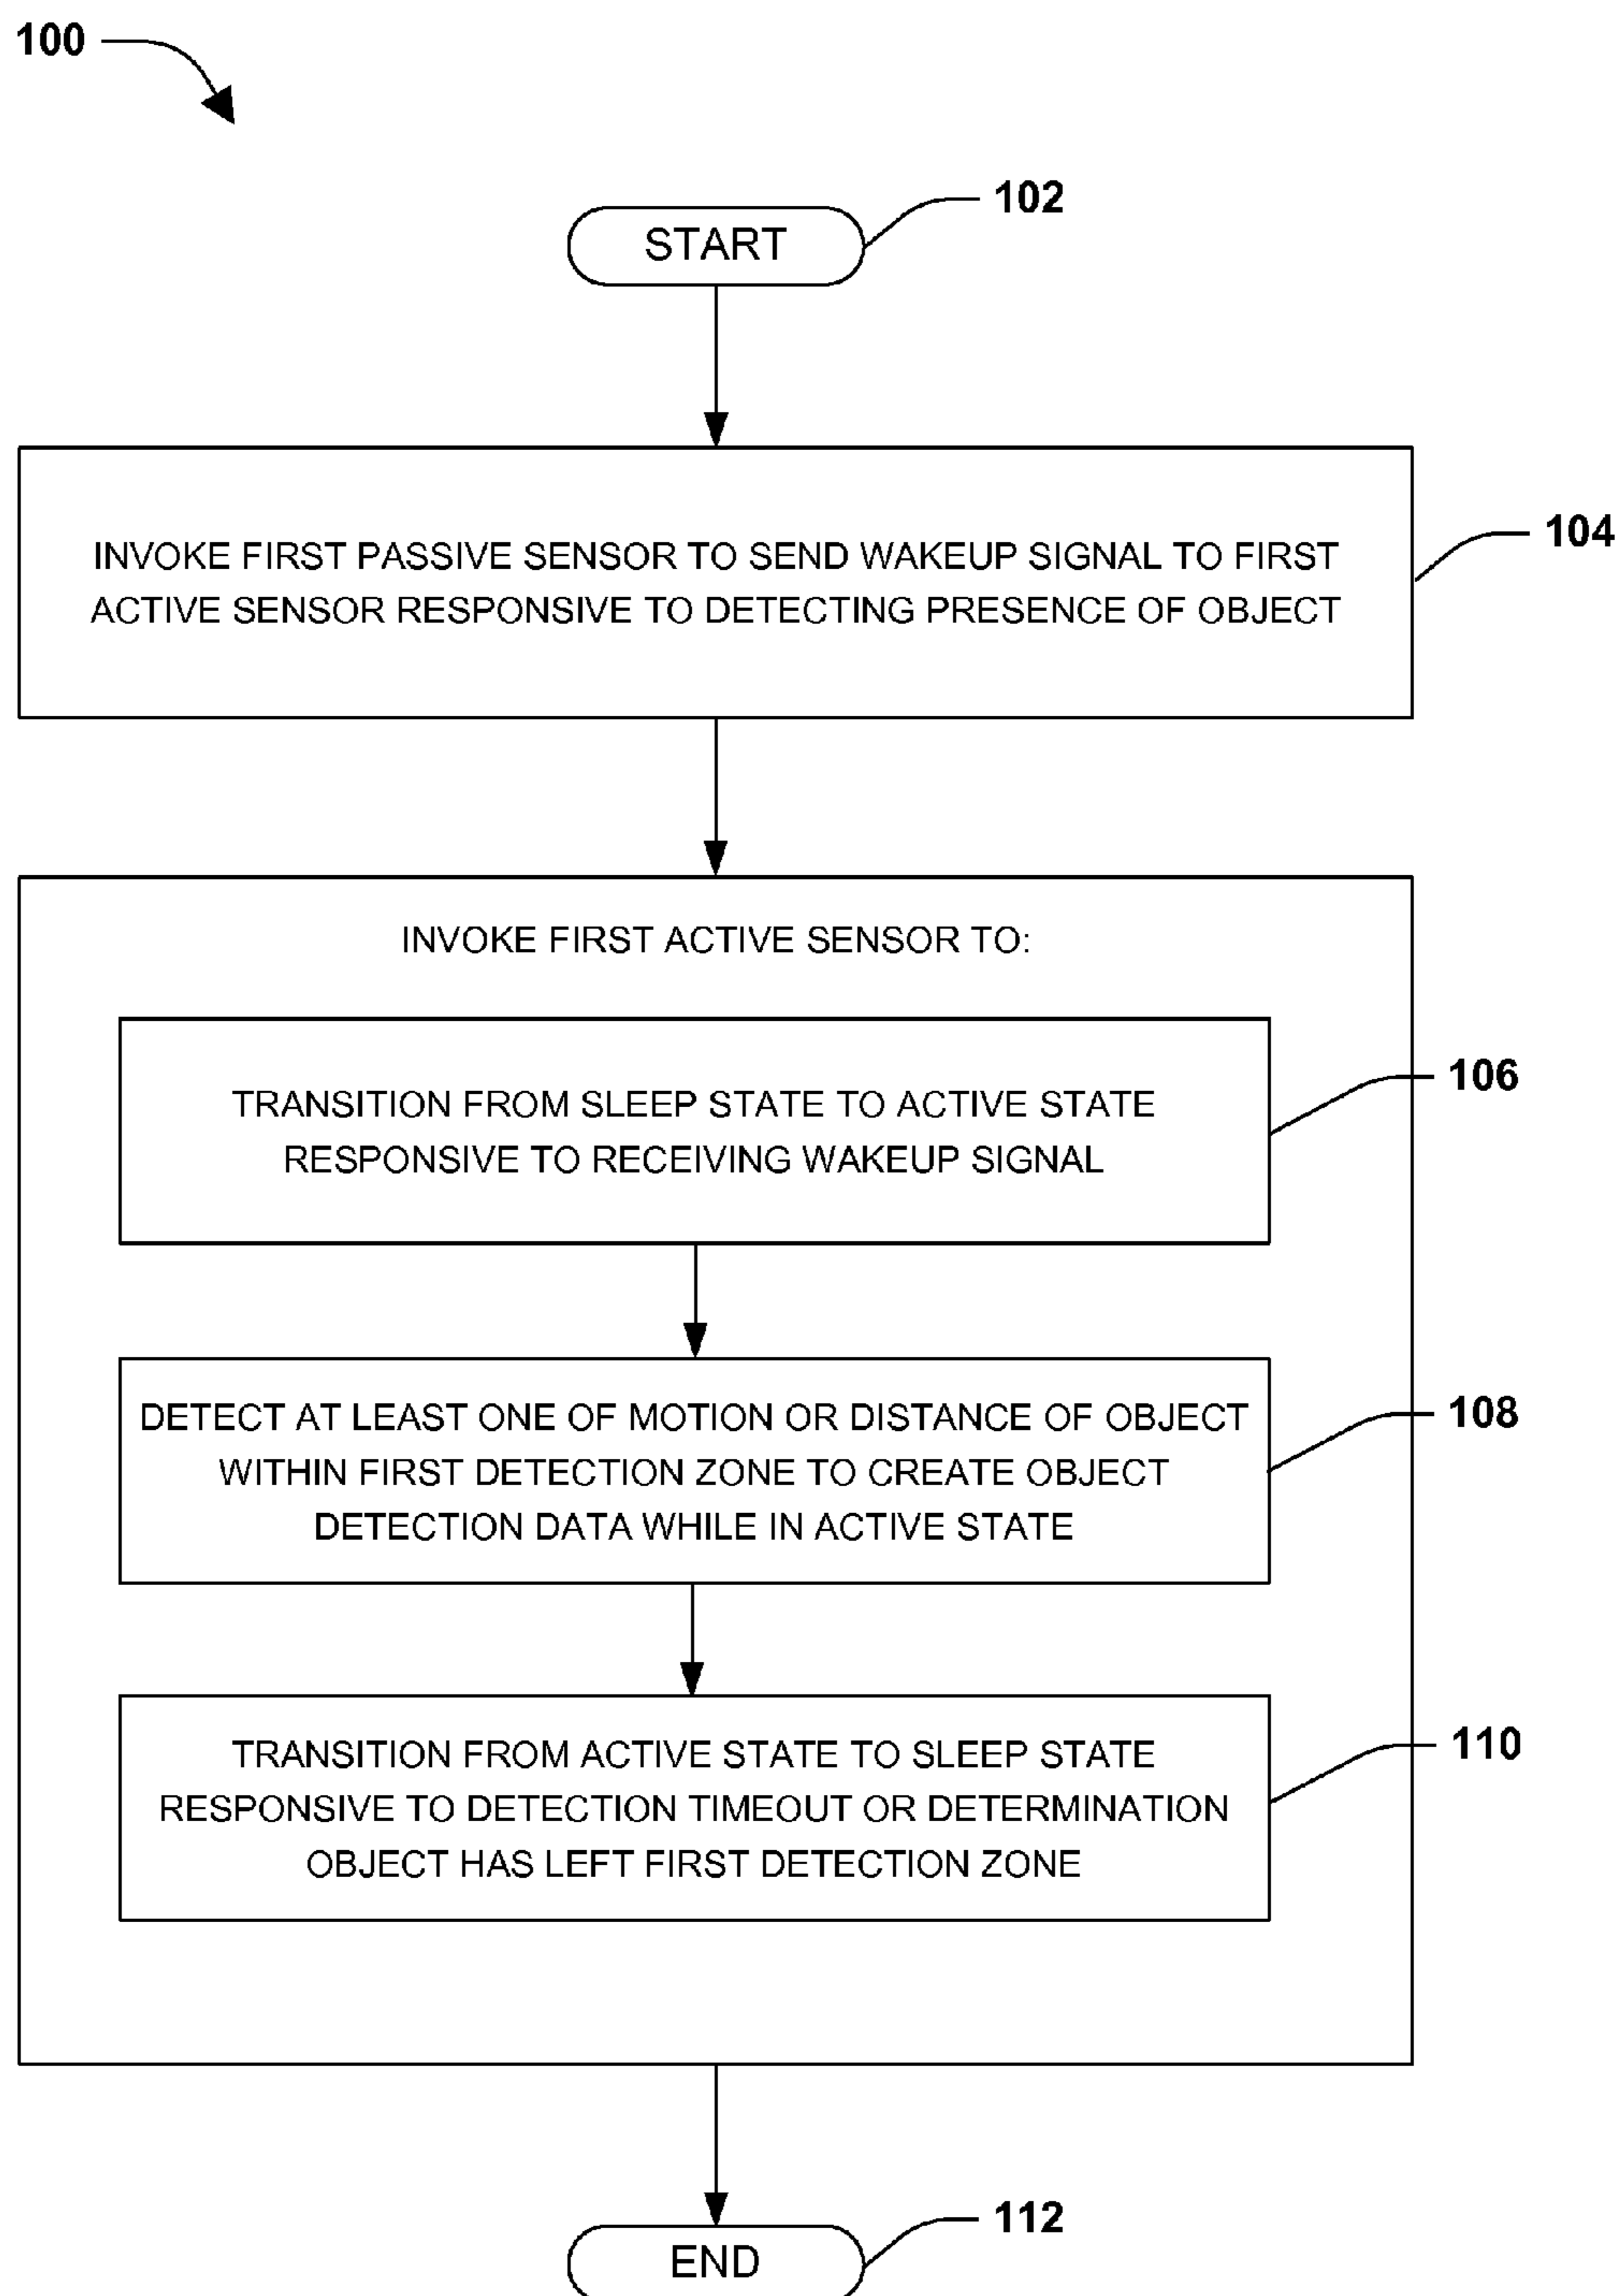 100
102
START
104
INVOKE FIRST PASSIVE SENSOR TO SEND WAKEUP SIGNAL TO FIRST
ACTIVE SENSOR RESPONSIVE TO DETECTING PRESENCE OF OBJECT
INVOKE FIRST ACTIVE SENSOR TO:
106
TRANSITION FROM SLEEP STATE TO ACTIVE STATE
RESPONSIVE TO RECEIVING WAKEUP SIGNAL
108
DETECT AT LEAST ONE OF MOTION OR DISTANCE OF OBJECT
WITHIN FIRST DETECTION ZONE TO CREATE OBJECT
DETECTION DATA WHILE IN ACTIVE STATE
110
TRANSITION FROM ACTIVE STATE TO SLEEP STATE
RESPONSIVE TO DETECTION TIMEOUT OR DETERMINATION
OBJECT HAS LEFT FIRST DETECTION ZONE
112
END